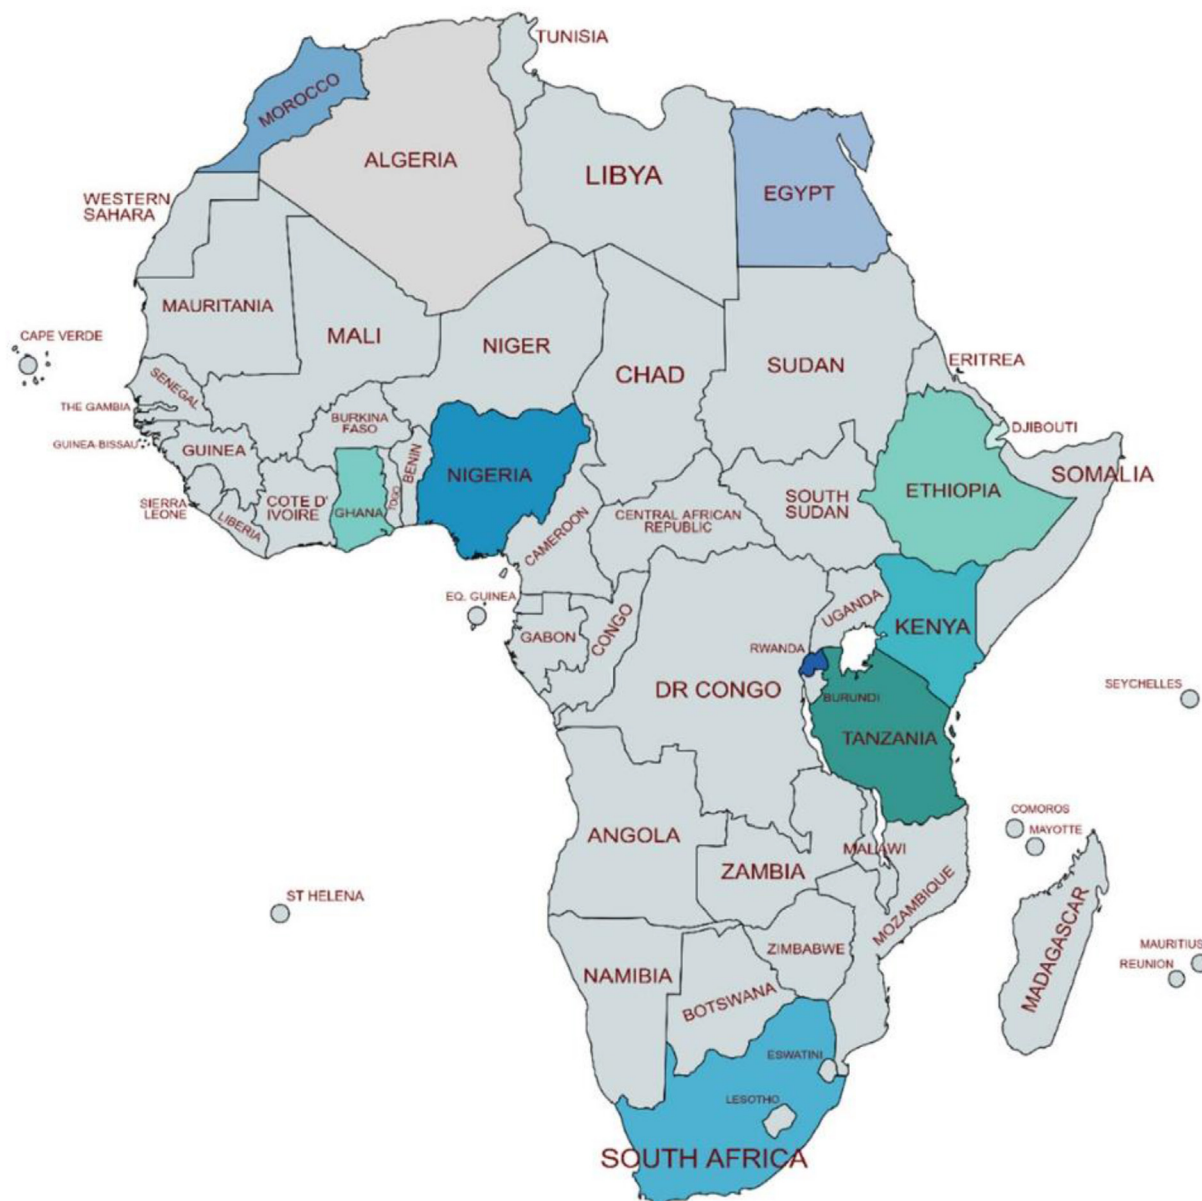 TUNISIA
MOROCCO
ALGERIA
LIBYA
EGYPT
WESTERN
SAHARA
MAURITANIA
MALI
NIGER
CHAD
SUDAN
ERITREA
CAPE VERDE
SENEGAL
THE GAMBIA
GUINEA-BISSAU
GUINEA
BURKINA
FASO
BENIN
NIGERIA
DJIBOUTI
SOMALIA
ETHIOPIA
SIERRA
LEONE
LIBERIA
COTE D'
IVOIRE
GHANA
TOGO
CAMEROON
CENTRAL AFRICAN
REPUBLIC
SOUTH
SUDAN
EQ. GUINEA
GABON
CONGO
UGANDA
KENYA
RWANDA
DR CONGO
BURUNDI
TANZANIA
SEYCHELLES
COMOROS
MAYOTTE
ANGOLA
ZAMBIA
MALAWI
MOZAMBIQUE
ST HELENA
MADAGASCAR
MAURITIUS
REUNION
NAMIBIA
ZIMBABWE
BOTSWANA
ESWATINI
LESOTHO
SOUTH AFRICA